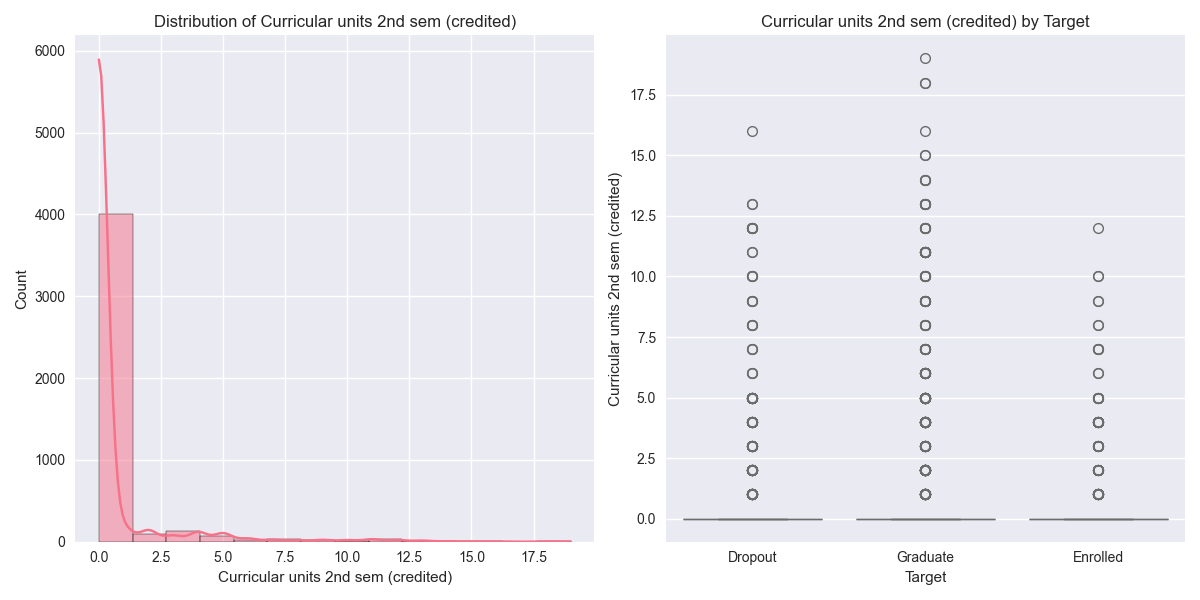 Distribution of Curricular units 2nd sem (credited)
6000
5000
4000
3000
2000
1000
0
Count
0.0 2.5 5.0 7.5 10.0 12.5 15.0 17.5
Curricular units 2nd sem (credited)
Curricular units 2nd sem (credited) by Target
17.5
15.0
12.5
10.0
7.5
5.0
2.5
0.0
Curricular units 2nd sem (credited)
Dropout Graduate Enrolled
Target